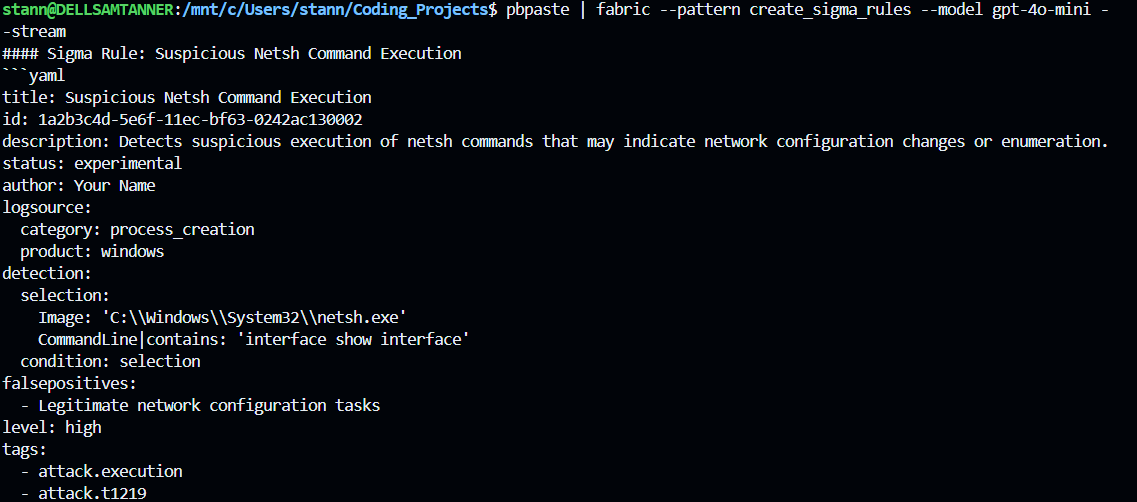 stann@DELLSAMTANNER:/mnt/c/Users/stann/Coding_Projects$ pbpaste | fabric --pattern create_sigma_rules --model gpt-4o-mini -
-stream
#### Sigma Rule: Suspicious Netsh Command Execution
```yaml
title: Suspicious Netsh Command Execution
id: 1a2b3c4d-5e6f-11ec-bf63-0242ac130002
description: Detects suspicious execution of netsh commands that may indicate network configuration changes or enumeration.
status: experimental
author: Your Name
logsource:
  category: process_creation
  product: windows
detection:
  selection:
    Image: 'C:\\Windows\\System32\\netsh.exe'
    CommandLine|contains: 'interface show interface'
  condition: selection
falsepositives:
  - Legitimate network configuration tasks
level: high
tags:
  - attack.execution
  - attack.t1219